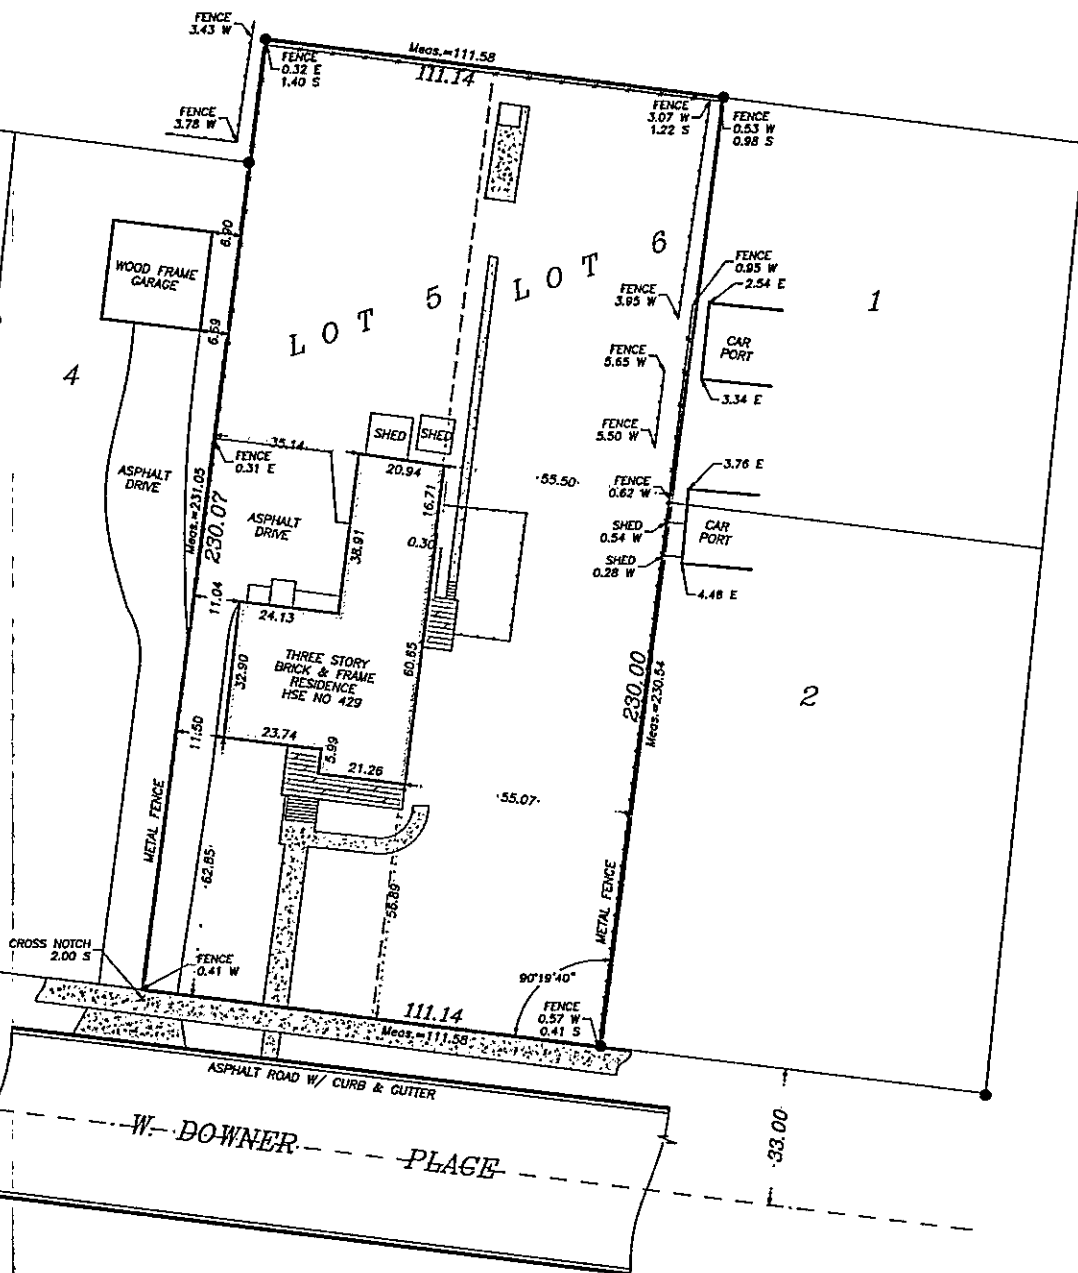 FENCE
3.43 W
FENCE
0.32 E
1.40 S
Meas.=111.58
111.14
FENCE
3.78 W
FENCE
3.07 W
1.22 S
FENCE
0.53 W
0.98 S
6.90
WOOD FRAME
GARAGE
6.59
4
LOT 5
LOT 6
FENCE
0.95 W
2.54 E
FENCE
3.95 W
1
CAR
PORT
FENCE
5.65 W
3.34 E
FENCE
5.50 W
SHED
SHED
35.14
20.94
FENCE
0.31 E
ASPHALT
DRIVE
Meas.=231.05
230.07
ASPHALT
DRIVE
16.71
55.50
3.76 E
FENCE
0.62 W
SHED
0.54 W
CAR
PORT
SHED
0.28 W
4.48 E
38.91
0.30
11.04
24.13
32.90
THREE STORY
BRICK & FRAME
RESIDENCE
HSE NO 429
60.65
230.00
Meas.=230.54
2
11.50
23.74
5.99
21.26
55.07
METAL FENCE
62.85
56.89
METAL FENCE
CROSS NOTCH
2.00 S
FENCE
0.41 W
90°19'40"
FENCE
0.57 W
0.41 S
111.14
Meas.=111.58
ASPHALT ROAD W/ CURB & GUTTER
W. DOWNER PLACE
33.00